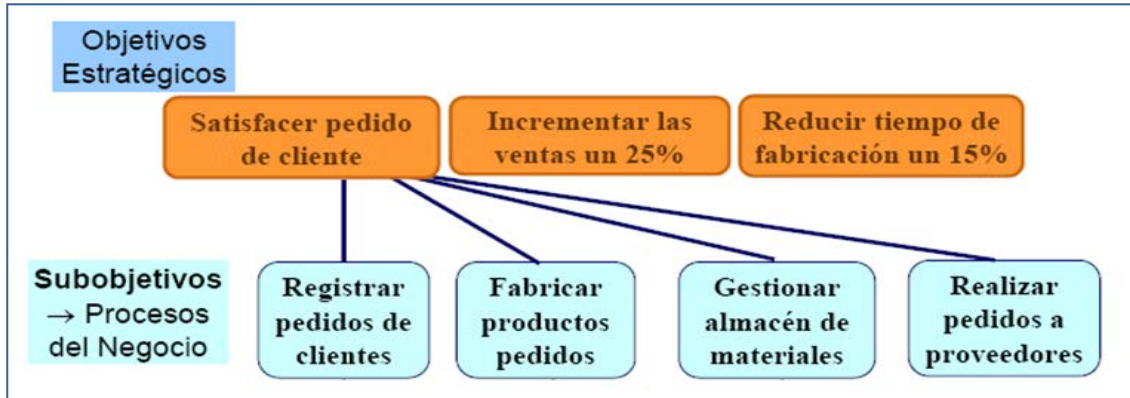 Objetivos
Estratégicos
Satisfacer pedido
de cliente
Incrementar las
ventas un 25%
Reducir tiempo de
fabricación un 15%
Subobjetivos
→ Procesos
del Negocio
Registrar
pedidos de
clientes
Fabricar
productos
pedidos
Gestionar
almacén de
materiales
Realizar
pedidos a
proveedores